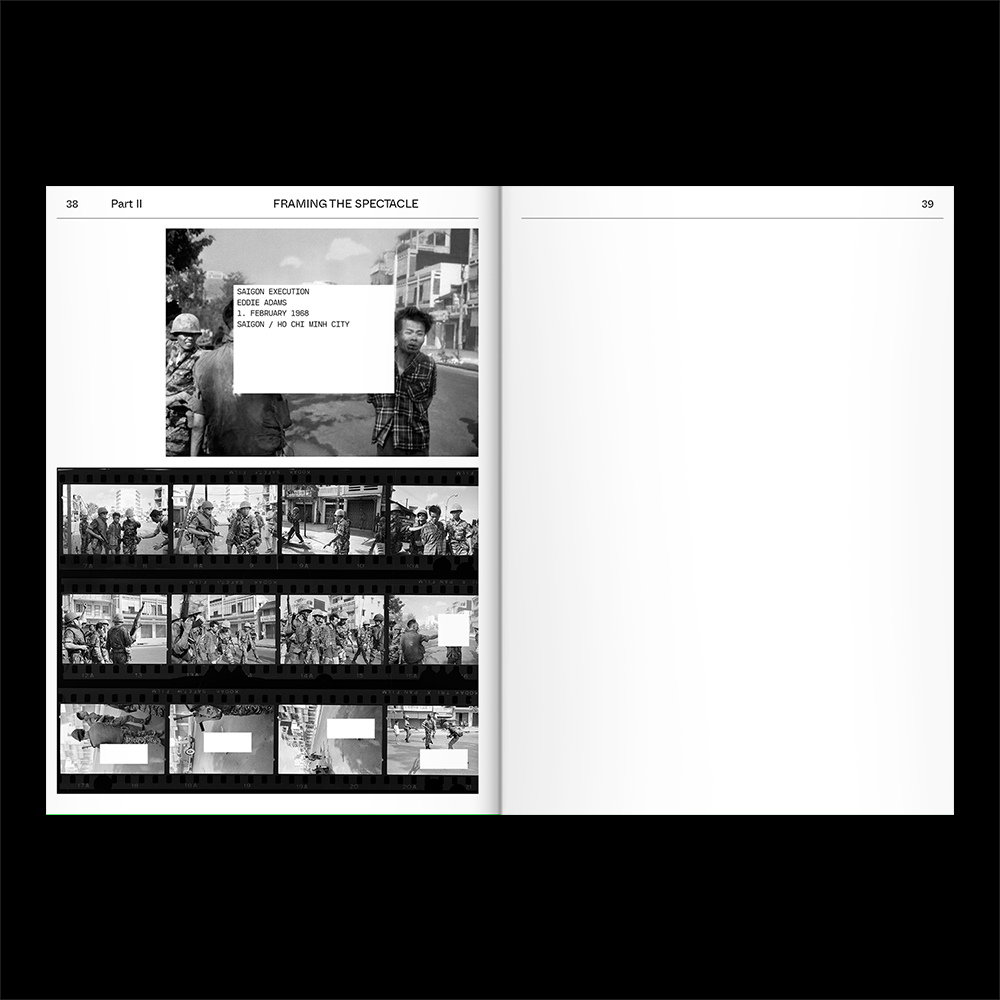 38 Part II FRAMING THE SPECTACLE 39
SAIGON EXECUTION
EDDIE ADAMS
1. FEBRUARY 1968
SAIGON / HO CHI MINH CITY